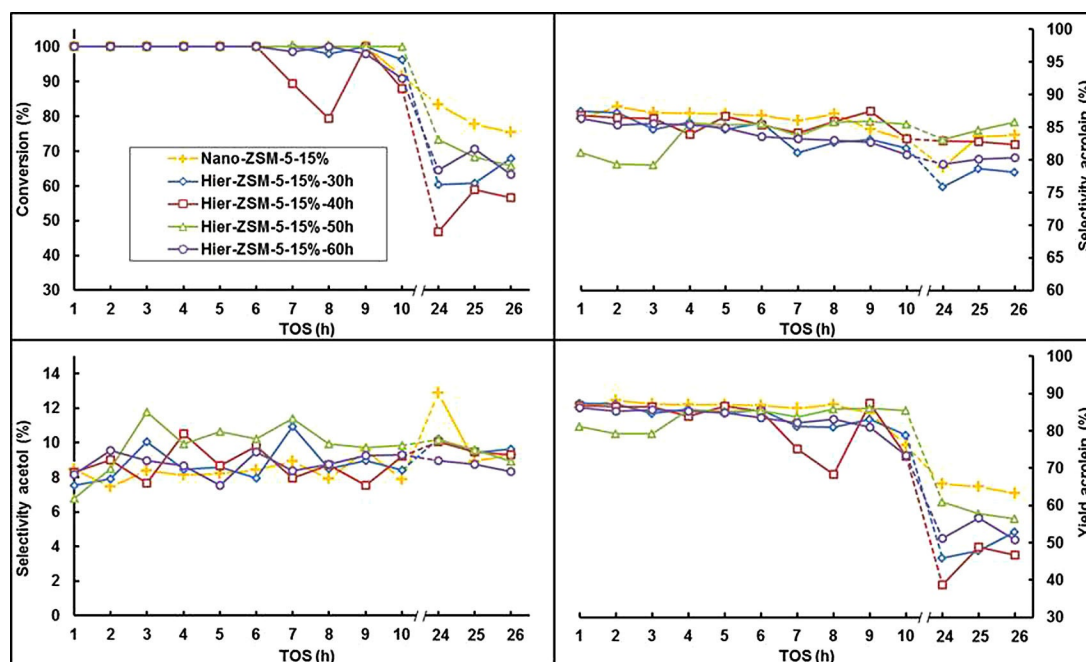 Conversion (%)
100
90
80
70
60
50
40
30
Nano-ZSM-5-15%
Hier-ZSM-5-15%-30h
Hier-ZSM-5-15%-40h
Hier-ZSM-5-15%-50h
Hier-ZSM-5-15%-60h
1 2 3 4 5 6 7 8 9 10 24 25 26
TOS (h)
Selectivity acrolein (%)
100
95
90
85
80
75
70
65
60
1 2 3 4 5 6 7 8 9 10 24 25 26
TOS (h)
Selectivity acetol (%)
14
12
10
8
6
4
2
0
1 2 3 4 5 6 7 8 9 10 24 25 26
TOS (h)
Yield acrolein (%)
100
90
80
70
60
50
40
30
1 2 3 4 5 6 7 8 9 10 24 25 26
TOS (h)